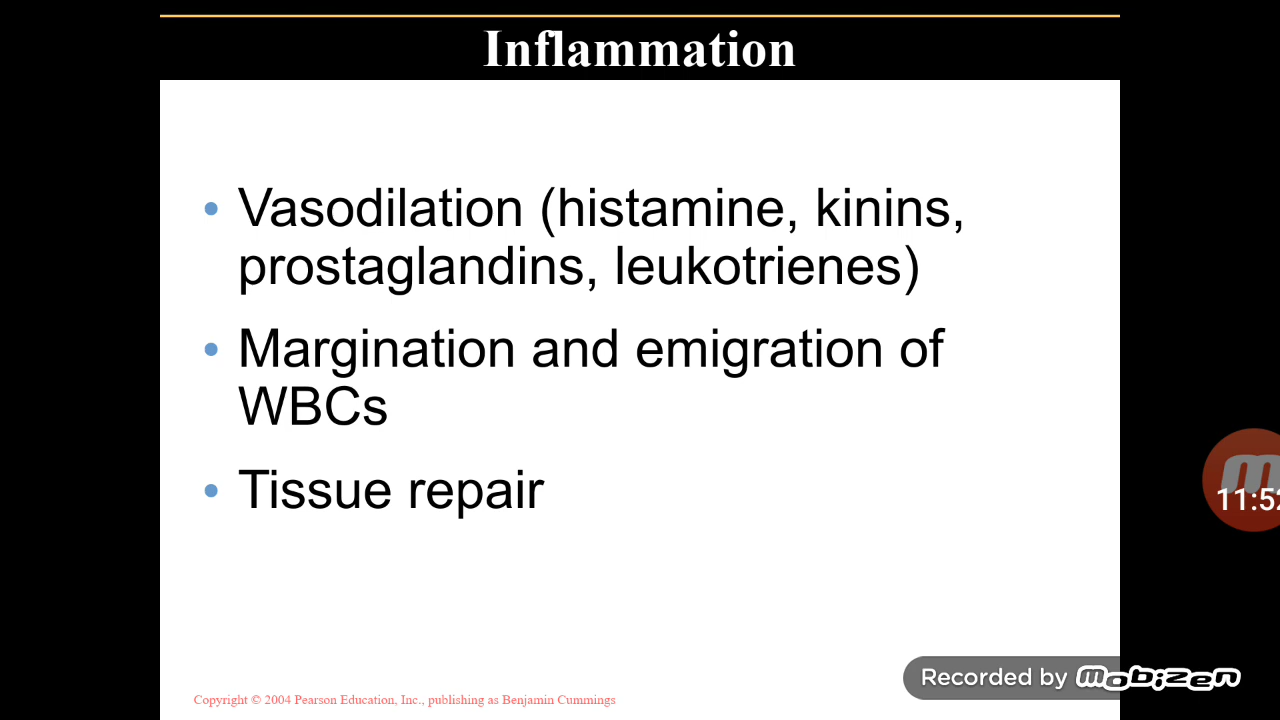 Inflammation
• Vasodilation (histamine, kinins,
prostaglandins, leukotrienes)
• Margination and emigration of
WBCs
• Tissue repair
11:52
Recorded by mobizen
Copyright © 2004 Pearson Education, Inc., publishing as Benjamin Cummings